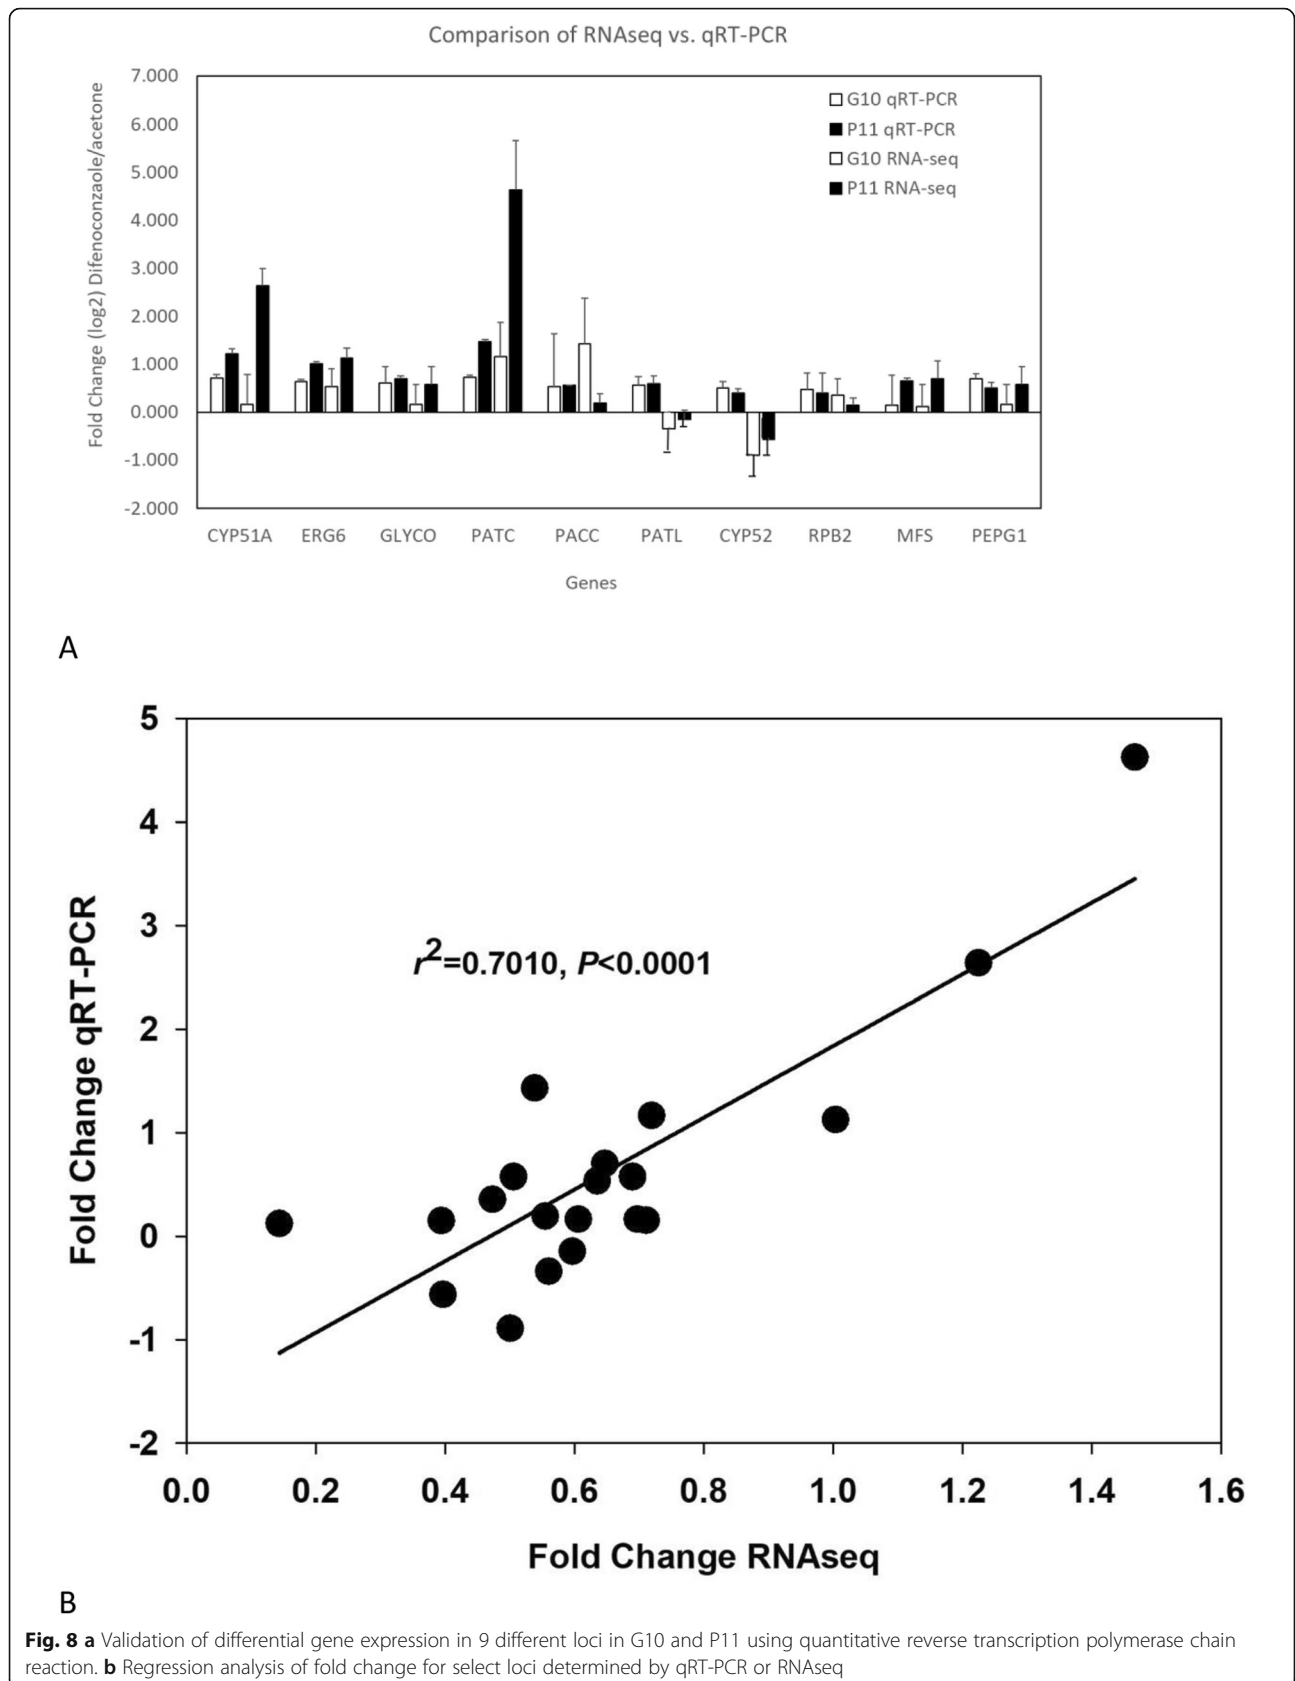 Comparison of RNAseq vs. qRT-PCR
7.000
6.000
5.000
4.000
3.000
2.000
1.000
0.000
-1.000
-2.000
Fold Change (log2) Difenoconzaole/acetone
G10 qRT-PCR
P11 qRT-PCR
G10 RNA-seq
P11 RNA-seq
CYP51A ERG6 GLYCO PATC PACC PATL CYP52 RPB2 MFS PEPG1
Genes
A
5
4
3
2
1
0
-1
-2
Fold Change qRT-PCR
r²=0.7010, P<0.0001
0.0 0.2 0.4 0.6 0.8 1.0 1.2 1.4 1.6
Fold Change RNAseq
B
Fig. 8 a Validation of differential gene expression in 9 different loci in G10 and P11 using quantitative reverse transcription polymerase chain
reaction. b Regression analysis of fold change for select loci determined by qRT-PCR or RNAseq